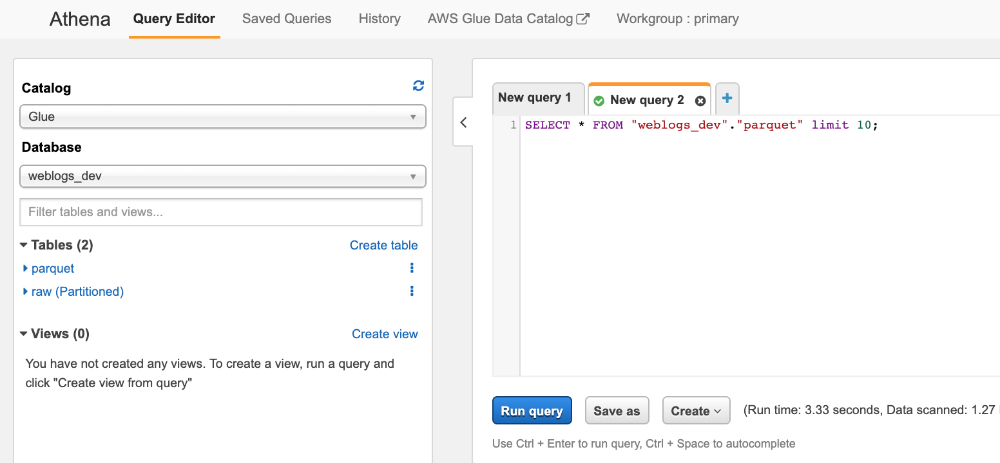 Athena Query Editor Saved Queries History AWS Glue Data Catalog Workgroup : primary
Catalog
Glue
Database
weblogs_dev
Filter tables and views...
Tables (2) Create table
parquet
raw (Partitioned)
Views (0) Create view
You have not created any views. To create a view, run a query and
click "Create view from query"
New query 1 New query 2
1 SELECT * FROM "weblogs_dev"."parquet" limit 10;
Run query Save as Create (Run time: 3.33 seconds, Data scanned: 1.27
Use Ctrl + Enter to run query, Ctrl + Space to autocomplete